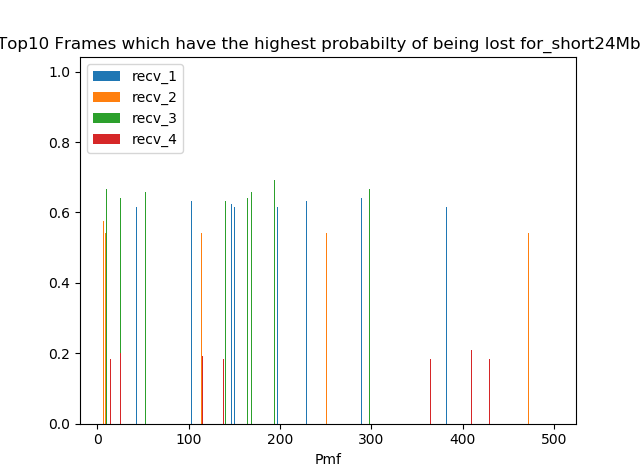 Top10 Frames which have the highest probabilty of being lost for_short24Mb
1.0
0.8
0.6
0.4
0.2
0.0
recv_1
recv_2
recv_3
recv_4
0 100 200 300 400 500
Pmf